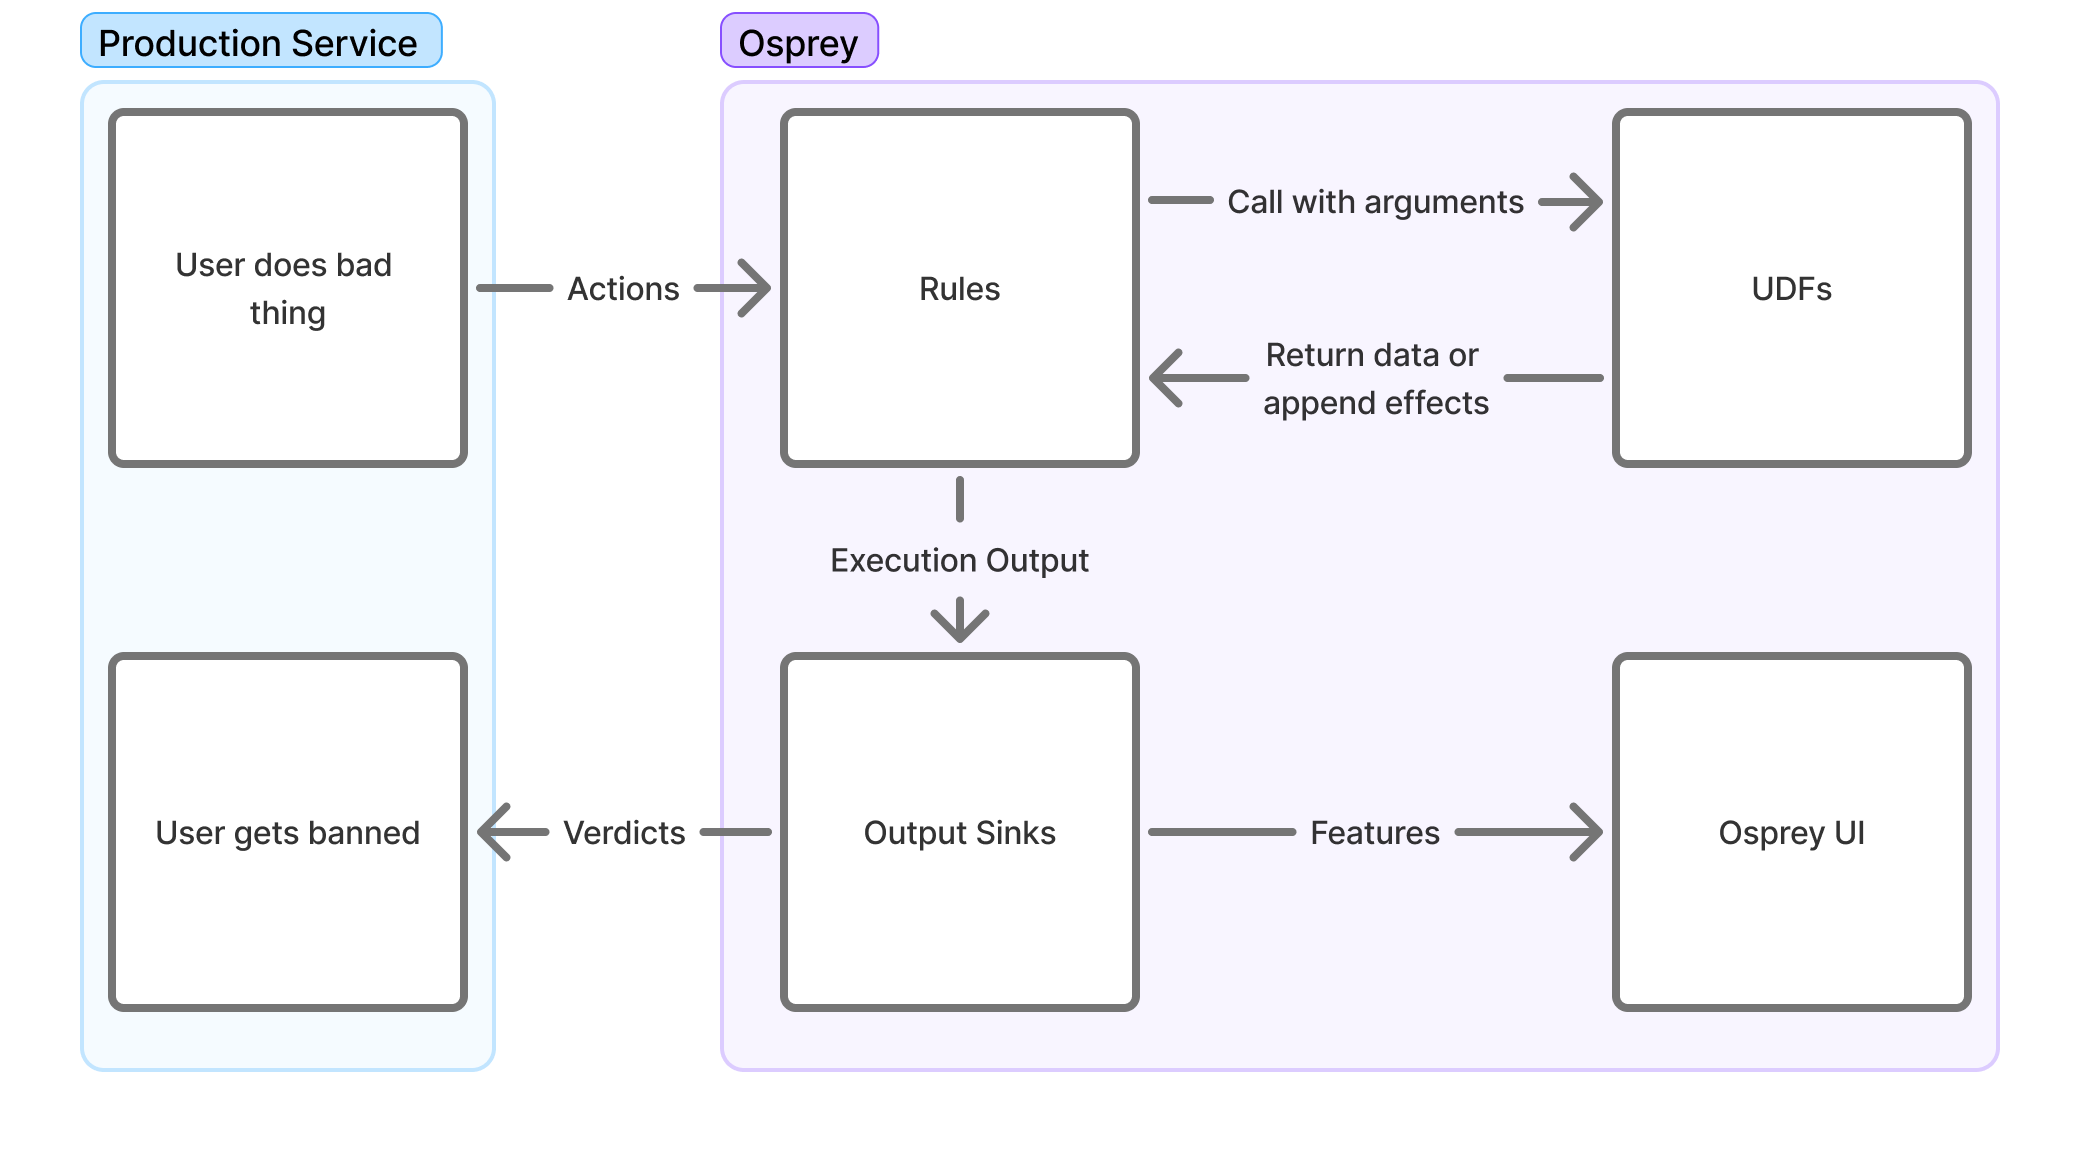 Production Service
Osprey
User does bad
thing
Actions
Rules
Call with arguments
Return data or
append effects
UDFs
Execution Output
User gets banned
Verdicts
Output Sinks
Features
Osprey UI